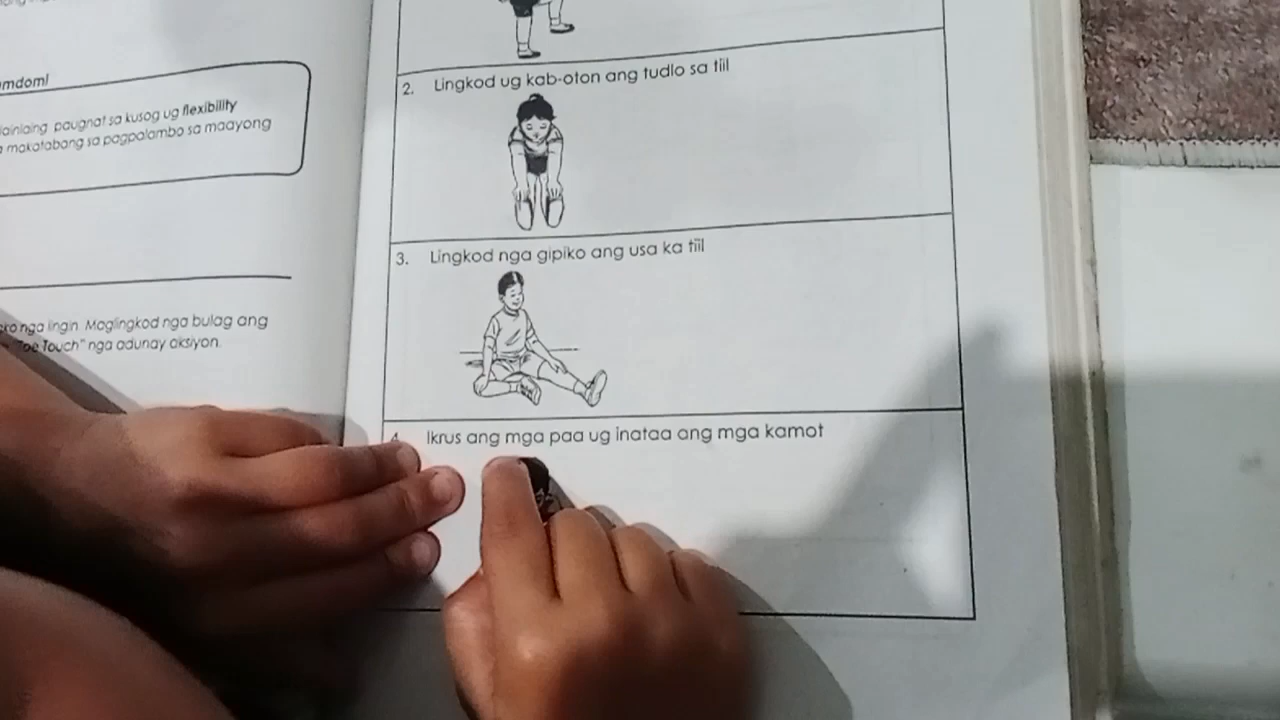 flexibility
paugnat sa kusog ug flexibility
makatabang sa pagpalambo sa maayong
nga lingin. Maglingkod nga bulag ang
Touch" nga adunay aksiyon.
2. Lingkod ug kab-oton ang tudlo sa tiil
3. Lingkod nga gipiko ang usa ka tiil
4. Ikrus ang mga paa ug inataa ang mga kamot